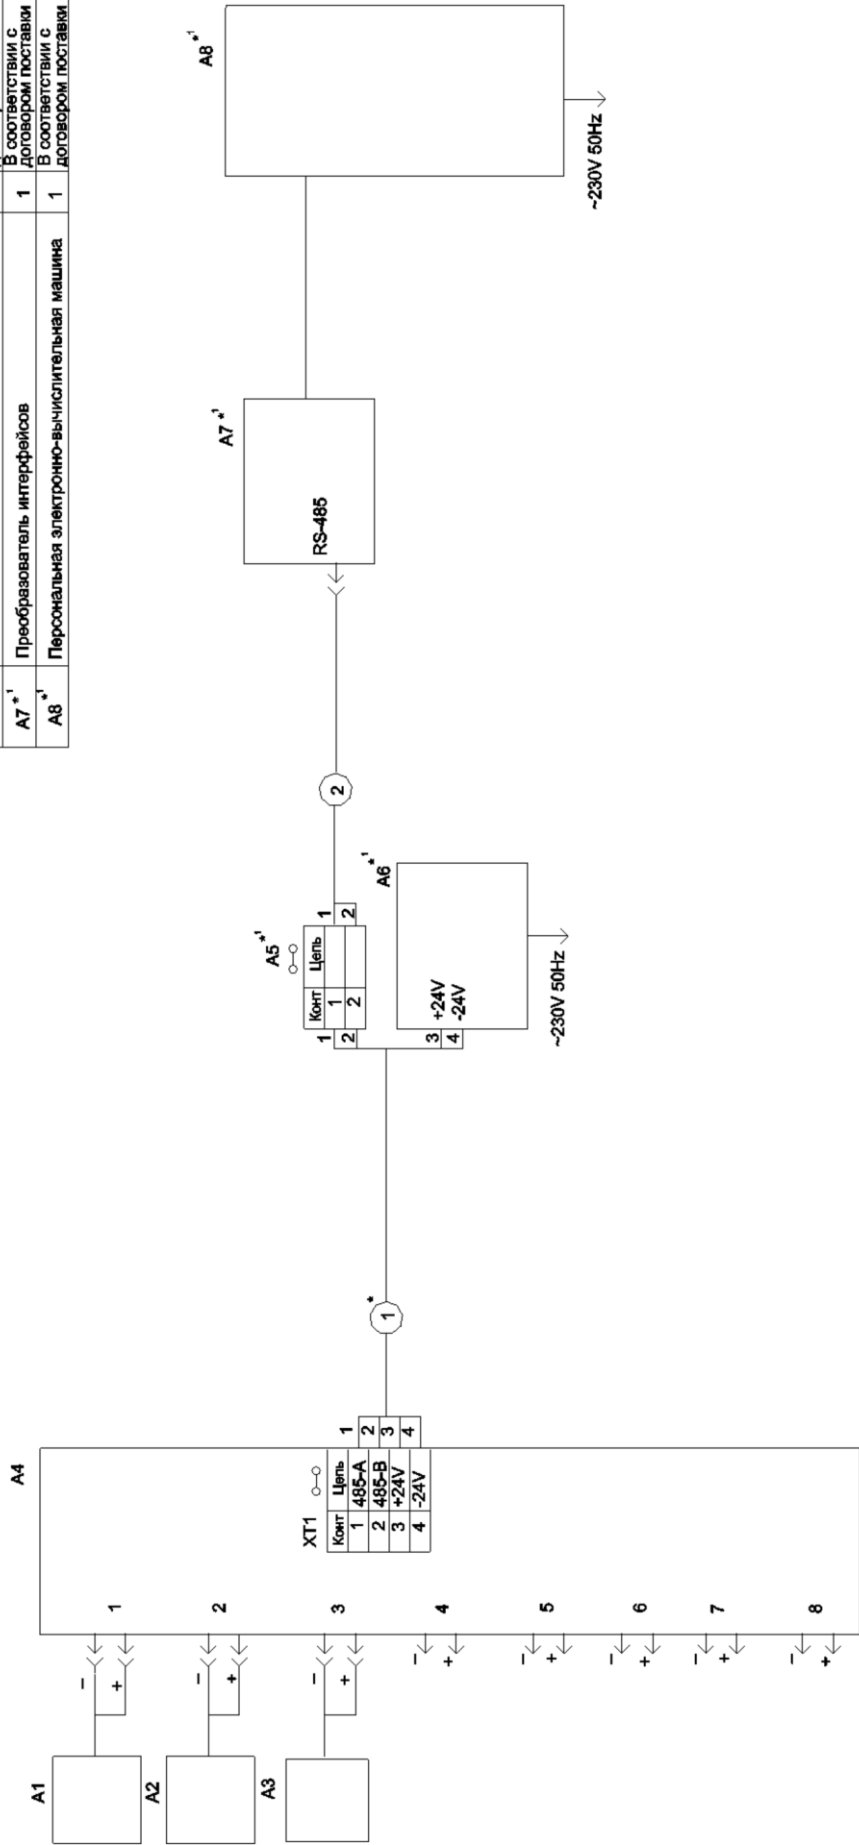 В соответствии с
договором поставки
А7 *¹ Преобразователь интерфейсов 1
В соответствии с
договором поставки
А8 *¹ Персональная электронно-вычислительная машина 1
A1
A2
A3
− +
− +
− +
− +
− +
− +
− +
− +
1
2
3
4
5
6
7
8
A4
XT1
Конт Цепь
1 485-A 1
2 485-B 2
3 +24V 3
4 -24V 4
1 *
A5 *¹
Конт Цепь
1 1 1
2 2 2
A6 *¹
3 +24V
4 -24V
~230V 50Hz
2
A7 *¹
RS-485
A8 *¹
~230V 50Hz